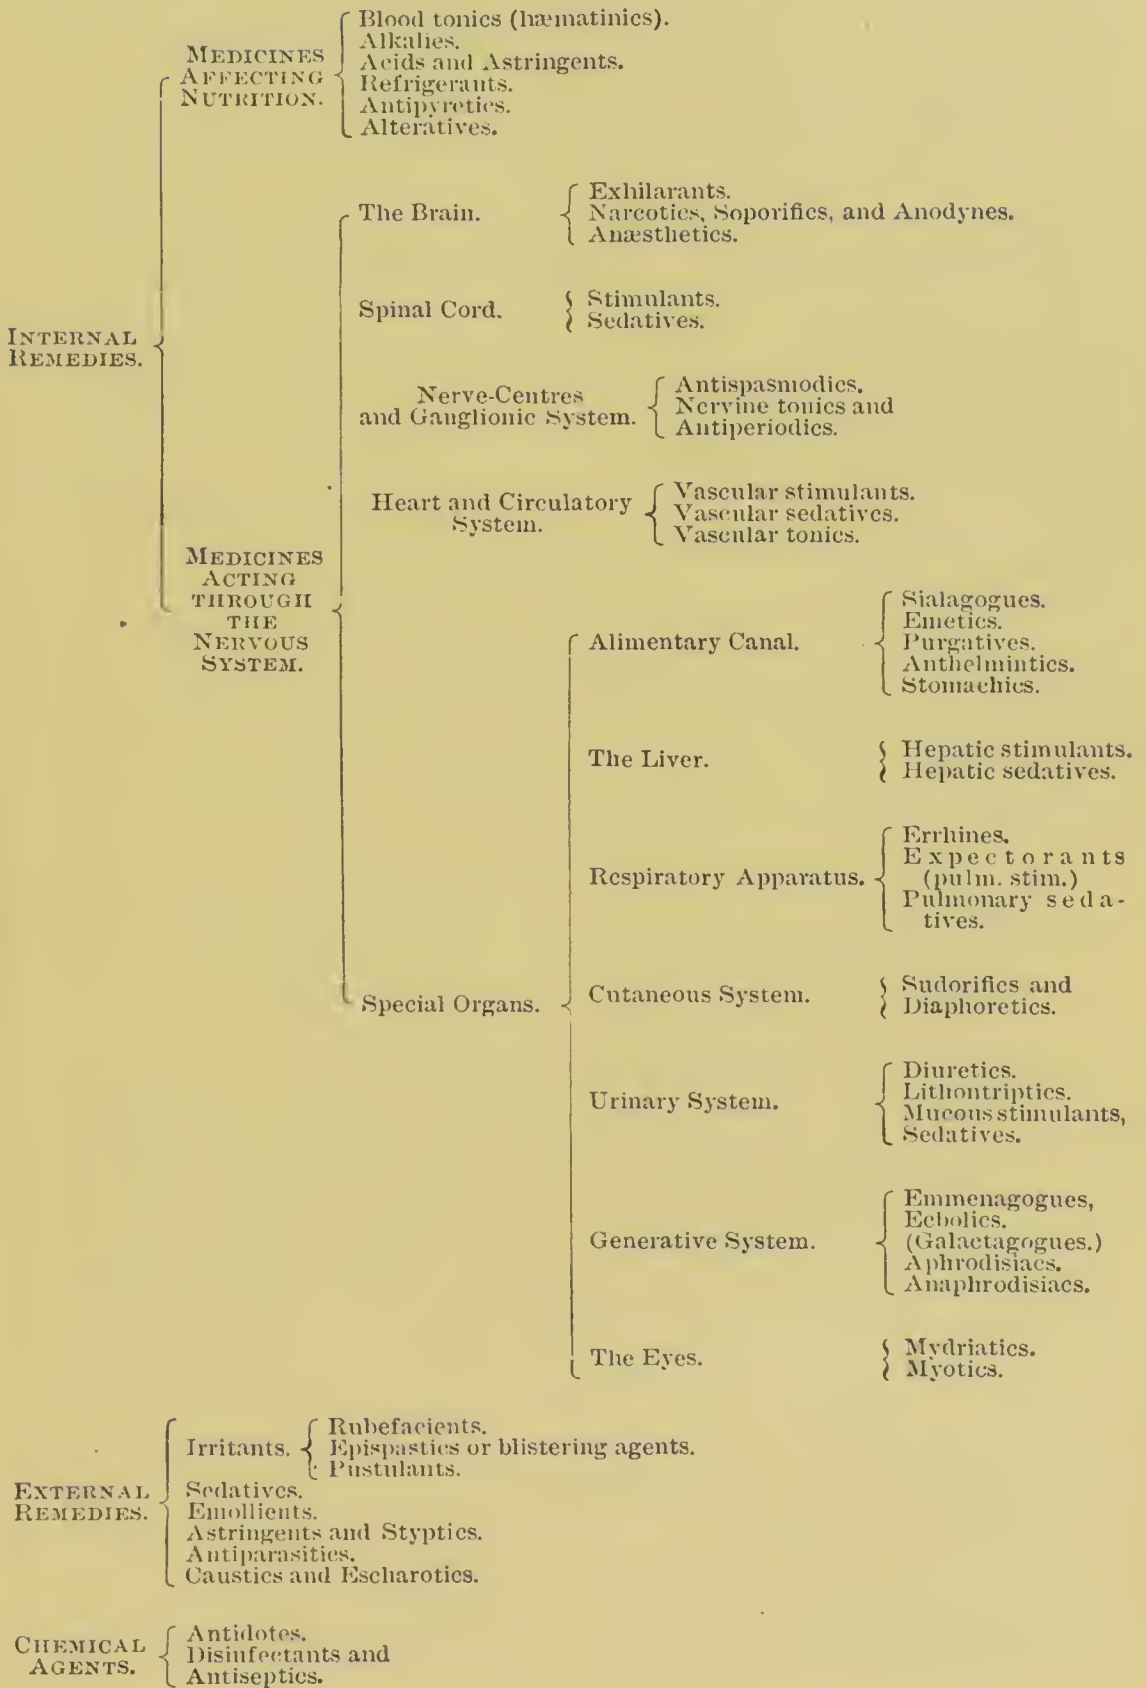 INTERNAL
REMEDIES.
MEDICINES
AFFECTING
NUTRITION.
Blood tonics (hæmatinics).
Alkalies.
Acids and Astringents.
Refrigerants.
Antipyretics.
Alteratives.
MEDICINES
ACTING
THROUGH
THE
NERVOUS
SYSTEM.
The Brain.
Exhilarants.
Narcotics, Soporifics, and Anodynes.
Anæsthetics.
Spinal Cord.
Stimulants.
Sedatives.
Nerve-Centres
and Ganglionic System.
Antispasmodics.
Nervine tonics and
Antiperiodics.
Heart and Circulatory
System.
Vascular stimulants.
Vascular sedatives.
Vascular tonics.
Special Organs.
Alimentary Canal.
Sialagogues.
Emetics.
Purgatives.
Anthelmintics.
Stomachics.
The Liver.
Hepatic stimulants.
Hepatic sedatives.
Respiratory Apparatus.
Errhines.
Expectorants
(pulm. stim.)
Pulmonary seda-
tives.
Cutaneous System.
Sudorifics and
Diaphoretics.
Urinary System.
Diuretics.
Lithontriptics.
Mucous stimulants,
Sedatives.
Generative System.
Emmenagogues,
Ecbolics.
(Galactagogues.)
Aphrodisiacs.
Anaphrodisiacs.
The Eyes.
Mydriatics.
Myotics.
EXTERNAL
REMEDIES.
Irritants.
Rubefacients.
Epispastics or blistering agents.
Pustulants.
Sedatives.
Emollients.
Astringents and Styptics.
Antiparasitics.
Caustics and Escharotics.
CHEMICAL
AGENTS.
Antidotes.
Disinfectants and
Antiseptics.